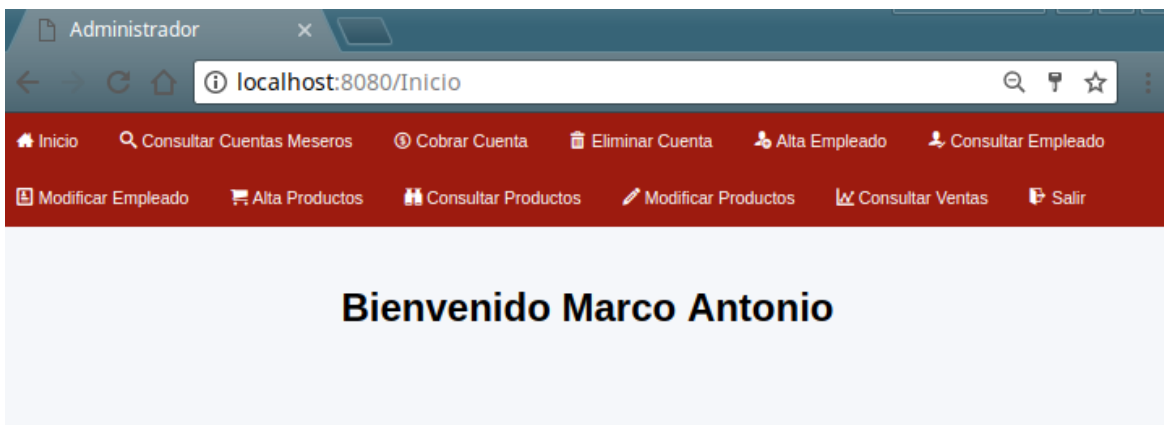 Administrador
localhost:8080/Inicio
Inicio Consultar Cuentas Meseros Cobrar Cuenta Eliminar Cuenta Alta Empleado Consultar Empleado
Modificar Empleado Alta Productos Consultar Productos Modificar Productos Consultar Ventas Salir
Bienvenido Marco Antonio